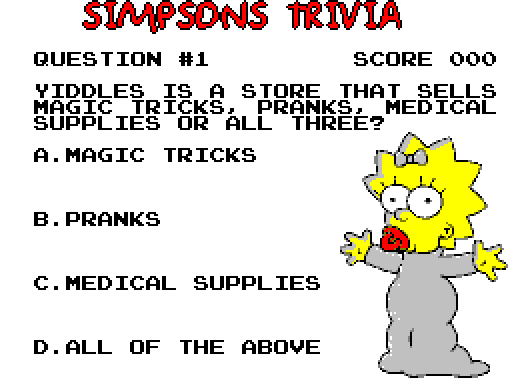 SIMPSONS TRIVIA
QUESTION #1 SCORE 000
YIDDLES IS A STORE THAT SELLS
MAGIC TRICKS, PRANKS, MEDICAL
SUPPLIES OR ALL THREE?
A.MAGIC TRICKS
B.PRANKS
C.MEDICAL SUPPLIES
D.ALL OF THE ABOVE